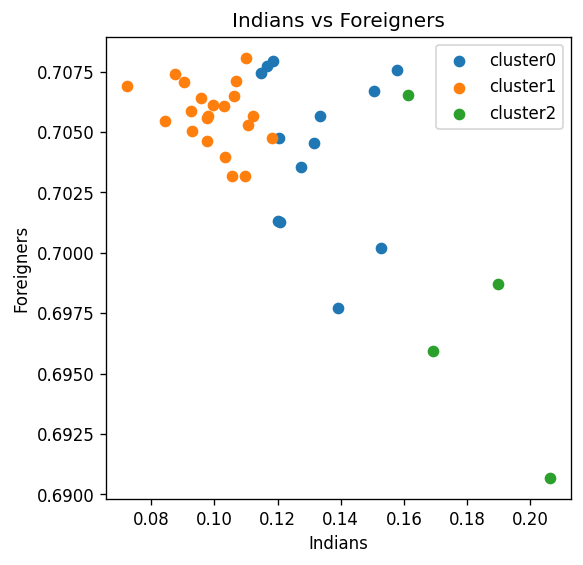 Indians vs Foreigners
cluster0
cluster1
cluster2
0.7075
0.7050
0.7025
0.7000
0.6975
0.6950
0.6925
0.6900
Foreigners
0.08 0.10 0.12 0.14 0.16 0.18 0.20
Indians